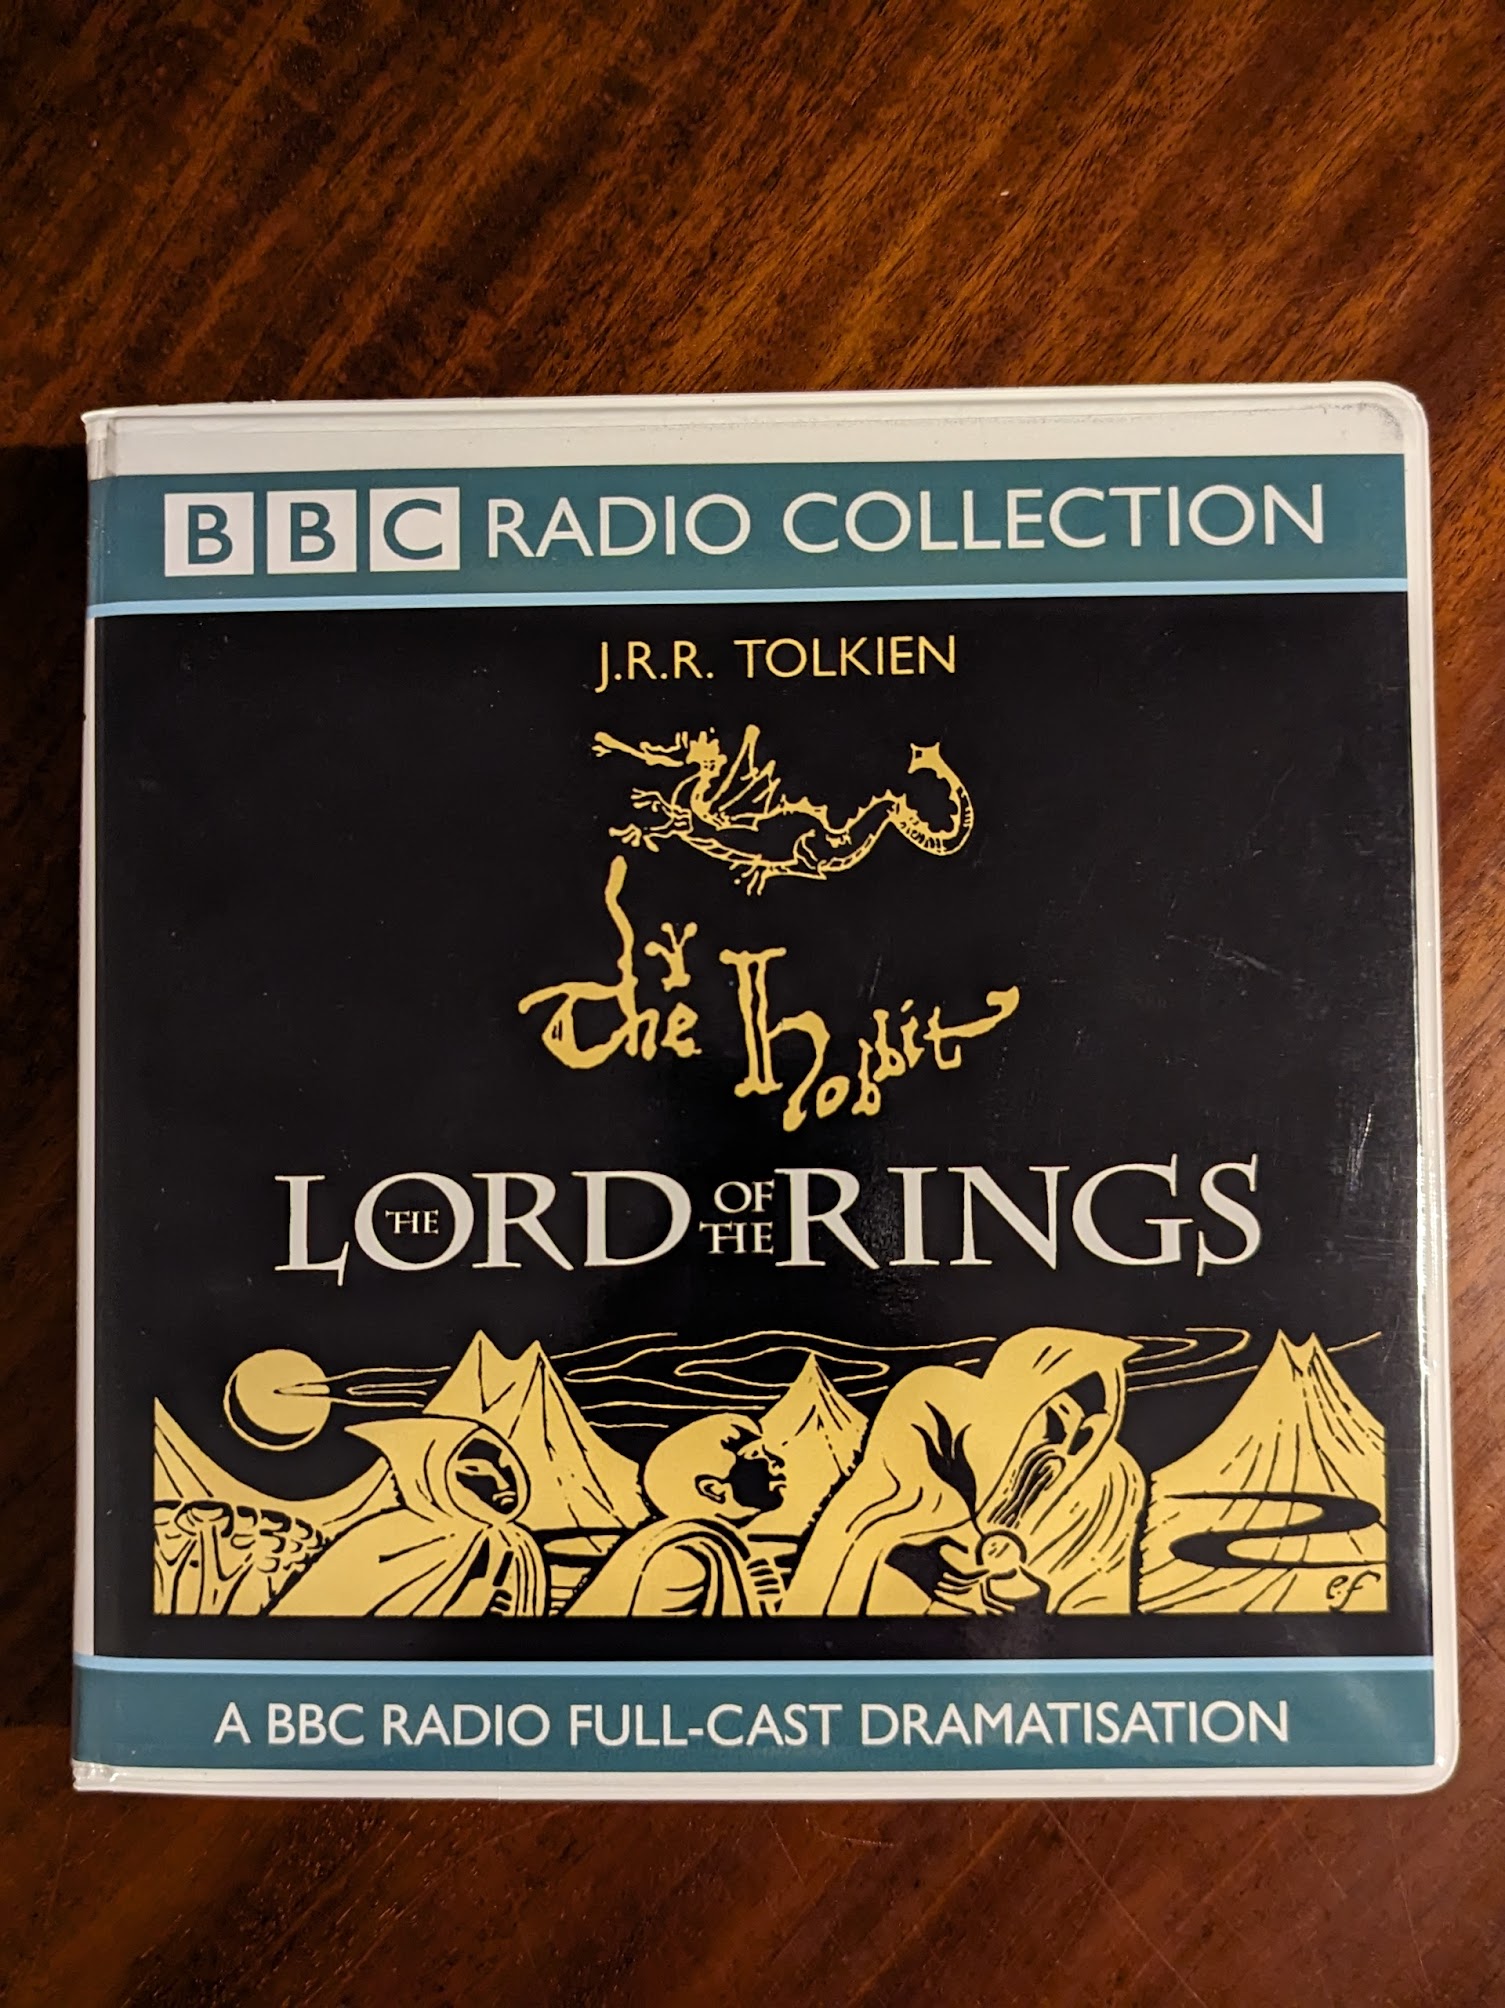 BBC RADIO COLLECTION
J.R.R. TOLKIEN
The Hobbit
THE LORD OF THE RINGS
e.f
A BBC RADIO FULL-CAST DRAMATISATION